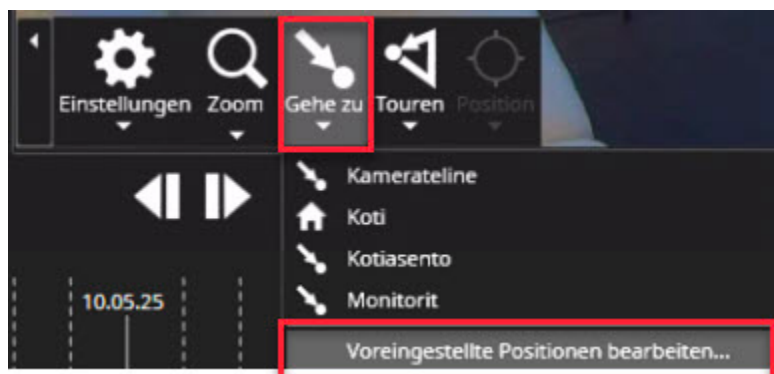 Einstellungen Zoom Gehe zu Touren Position
Kamerateline
Koti
Kotiasento
10.05.25 Monitorit
Voreingestellte Positionen bearbeiten...